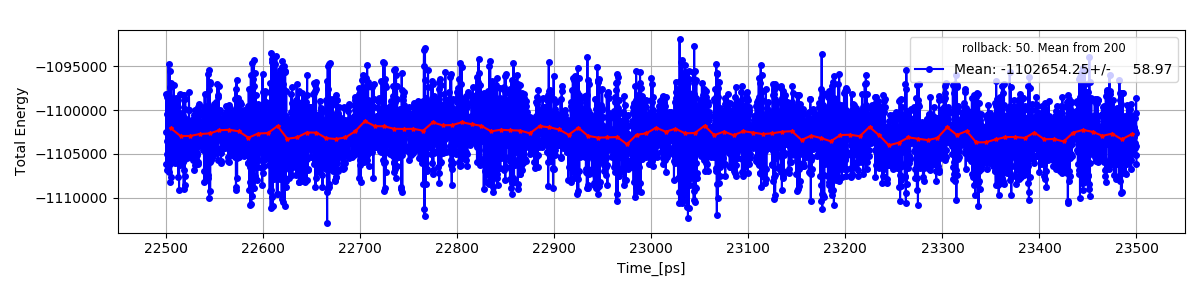 rollback: 50. Mean from 200
Mean: -1102654.25+/- 58.97
Total Energy
−1095000
−1100000
−1105000
−1110000
22500 22600 22700 22800 22900 23000 23100 23200 23300 23400 23500
Time_[ps]